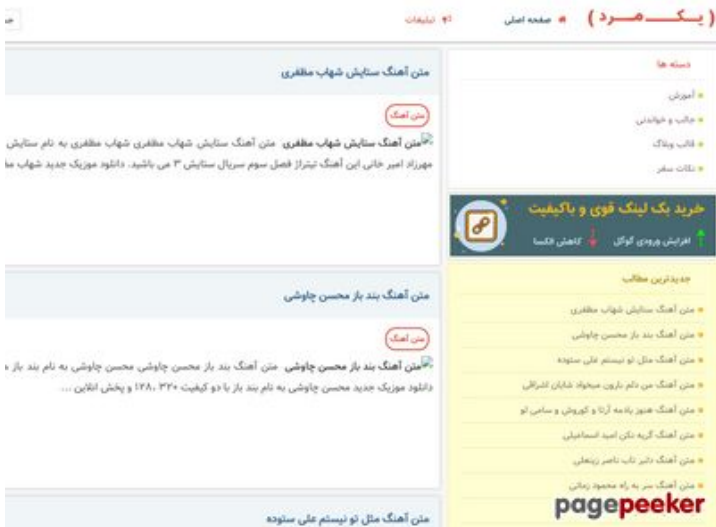 ( یـکـــمـــرد )
صفحه اصلی
تبلیغات
دسته ها
آموزش
جالب و خواندنی
قالب وبلاگ
نکات سفر
خرید بک لینک قوی و باکیفیت
افزایش ورودی گوگل
کاهش الکسا
جدیدترین مطالب
متن آهنگ ستایش شهاب مظفری
متن آهنگ بند باز محسن چاوشی
متن آهنگ مثل تو نیستم علی ستوده
متن آهنگ من دلم بارون میخواد شایان اشراقی
متن آهنگ هنوز یادمه آرتا و کوروش و سامی لو
متن آهنگ گریه نکن امید اسماعیلی
متن آهنگ دلبر ناب ناصر زینعلی
متن آهنگ سر به راه محمود زمانی
متن آهنگ ستایش شهاب مظفری
متن آهنگ
متن آهنگ ستایش شهاب مظفری متن آهنگ ستایش شهاب مظفری شهاب مظفری به نام ستایش
مهرزاد امیر خانی این آهنگ تیتراژ فصل سوم سریال ستایش ۳ می باشید. دانلود موزیک جدید شهاب
متن آهنگ بند باز محسن چاوشی
متن آهنگ
متن آهنگ بند باز محسن چاوشی متن آهنگ بند باز محسن چاوشی محسن چاوشی به نام بند باز
دانلود موزیک جدید محسن چاوشی به نام بند باز با دو کیفیت ۳۲۰ ،۱۲۸ و پخش انلاین ...
متن آهنگ مثل تو نیستم علی ستوده
pagepeeker